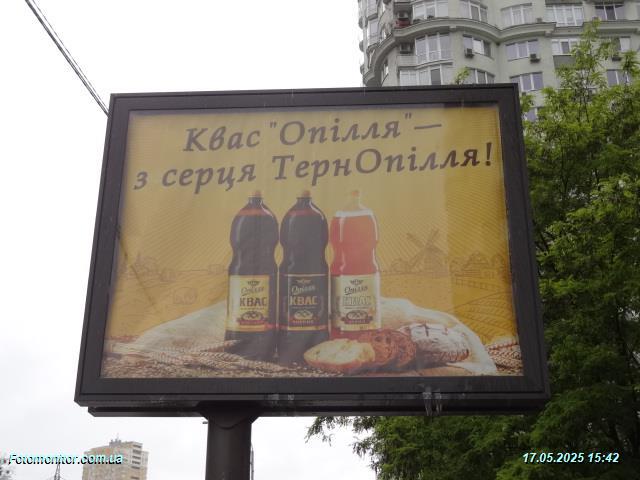 Квас "Опілля" —
з серця ТернОпілля!
Опілля
КВАС
Опілля
КВАС
Опілля
КВАС
Fotomonitor.com.ua
17.05.2025 15:42